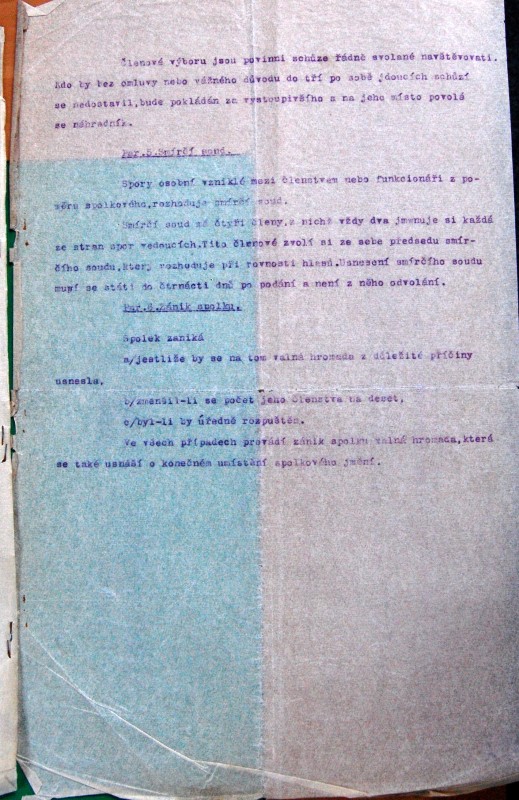 Členové výboru jsou povinni schůze řádně svolané navštěvovati.
Kdo by bez omluvy nebo vážného důvodu do tří po sobě jdoucích schůzí
se nedostavil,bude pokládán za vystoupivšího a na jeho místo povolá
se náhradník.
Par.5.Smírčí soud.
Spory osobní vzniklé mezi členstvem nebo funkcionáři z po-
měru spolkového,rozhoduje smírčí soud.
Smírčí soud má čtyři členy,z nichž vždy dva jmenuje si každá
ze stran spor vedoucích.Tito členové zvolí si ze sebe předsedu smír-
čího soudu,který rozhoduje při rovnosti hlasů.Usnesení smírčího soudu
musí se státi do čtrnácti dnů po podání a není z něho odvolání.
Par.6.Zánik spolku.
Spolek zaniká
a/jestliže by se na tom valná hromada z důležité příčiny
usnesla,
b/zmenšil-li se počet jeho členstva na deset,
c/byl-li by úředně rozpuštěn.
Ve všech případech provádí zánik spolku valná hromada,která
se také usnáší o konečném umístění spolkového jmění.